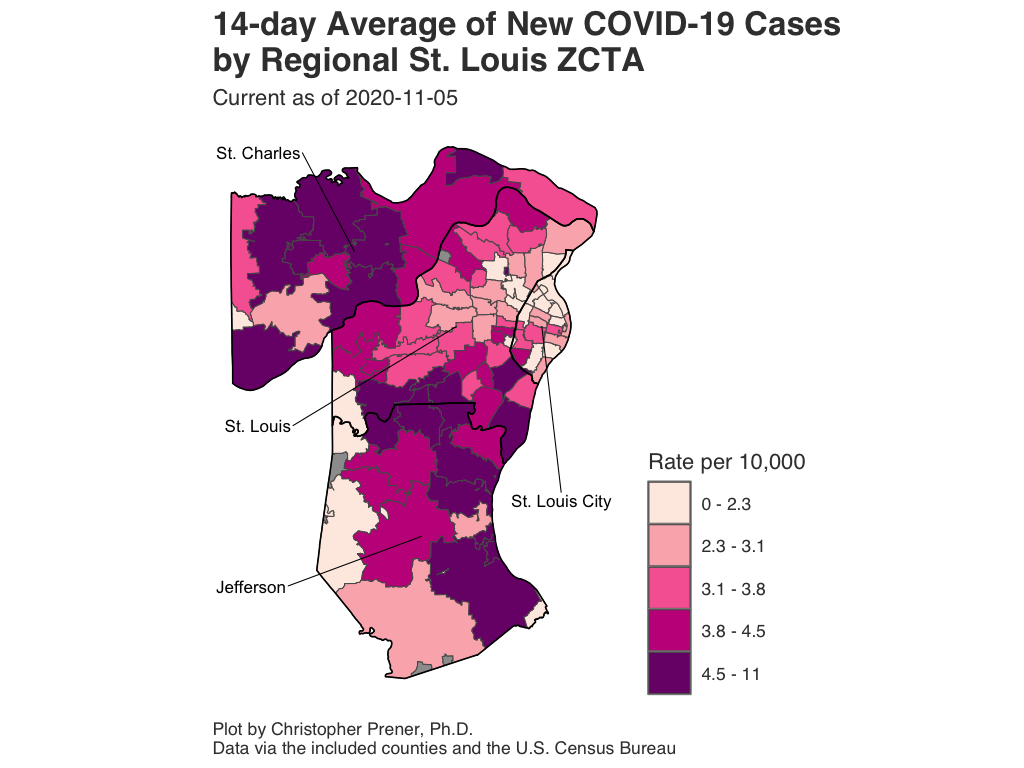 14-day Average of New COVID-19 Cases
by Regional St. Louis ZCTA
Current as of 2020-11-05
St. Charles
St. Louis
St. Louis City
Jefferson
Rate per 10,000
0 - 2.3
2.3 - 3.1
3.1 - 3.8
3.8 - 4.5
4.5 - 11
Plot by Christopher Prener, Ph.D.
Data via the included counties and the U.S. Census Bureau